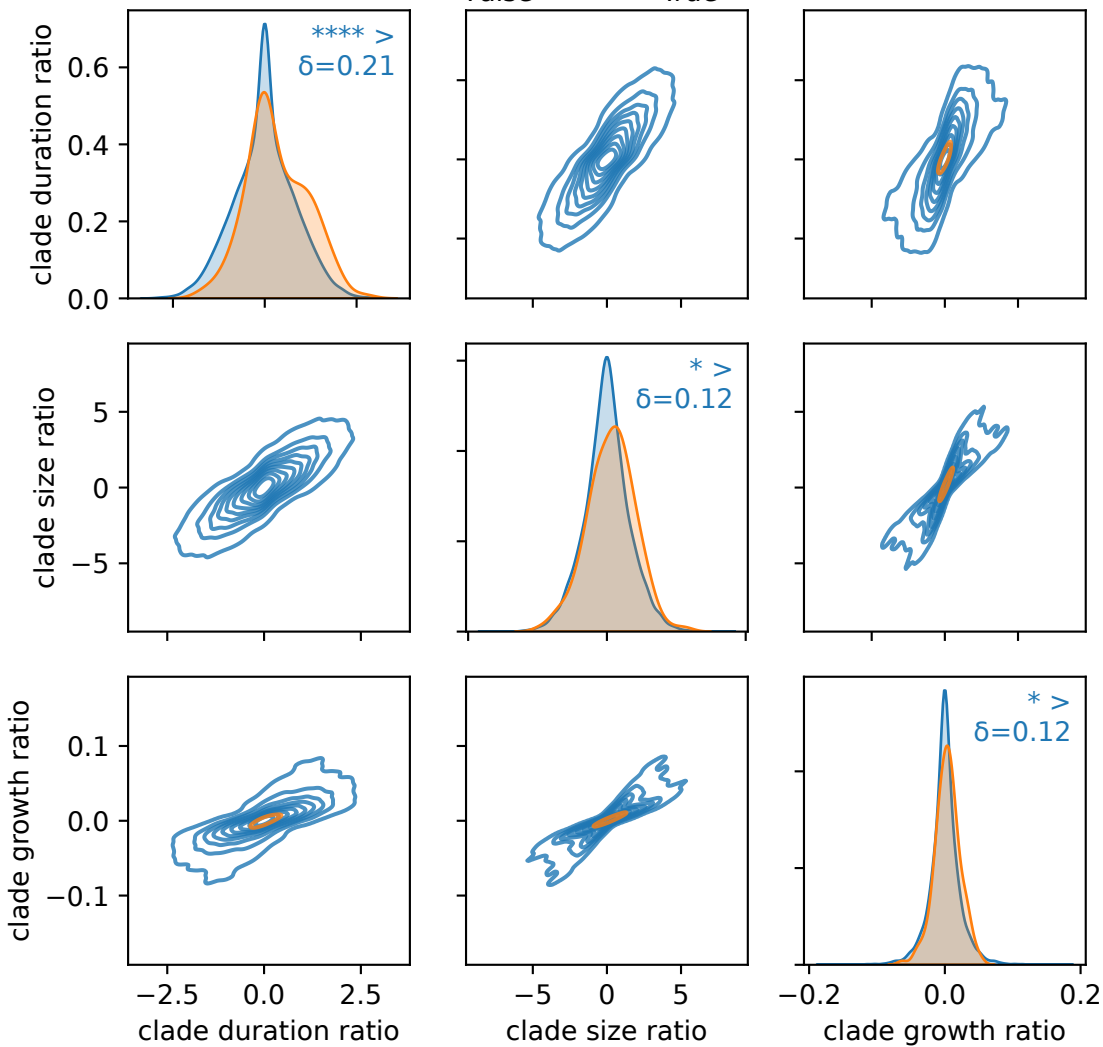 **** >
δ=0.21
clade duration ratio
0.6
0.4
0.2
0.0
* >
δ=0.12
clade size ratio
5
0
−5
* >
δ=0.12
clade growth ratio
0.1
0.0
−0.1
−2.5 0.0 2.5
−5 0 5
−0.2 0.0 0.2
clade duration ratio
clade size ratio
clade growth ratio